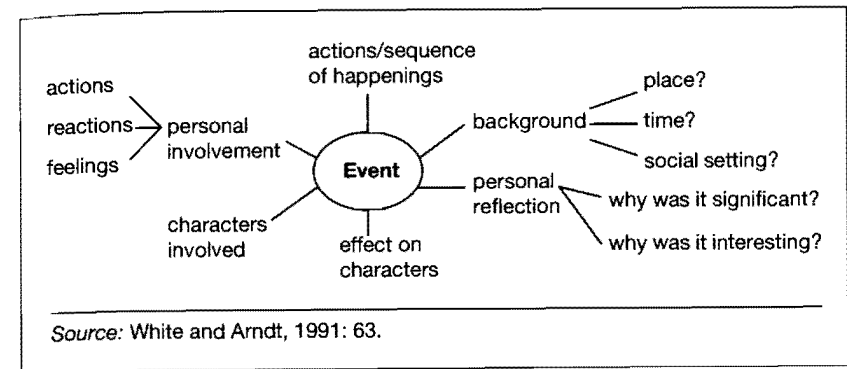 actions/sequence
of happenings
actions
reactions
feelings
personal
involvement
Event
background
place?
time?
social setting?
personal
reflection
why was it significant?
why was it interesting?
characters
involved
effect on
characters
Source: White and Arndt, 1991: 63.